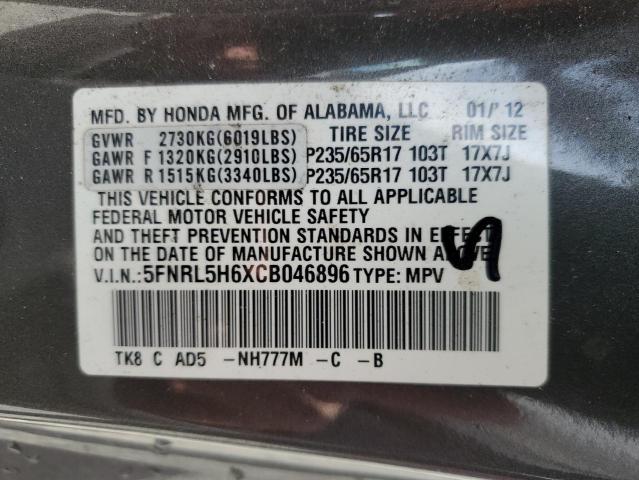 MFD. BY HONDA MFG. OF ALABAMA, LLC 01/'12
GVWR 2730KG(6019LBS) TIRE SIZE RIM SIZE
GAWR F 1320KG(2910LBS) P235/65R17 103T 17X7J
GAWR R 1515KG(3340LBS) P235/65R17 103T 17X7J
THIS VEHICLE CONFORMS TO ALL APPLICABLE
FEDERAL MOTOR VEHICLE SAFETY
AND THEFT PREVENTION STANDARDS IN EFFECT
ON THE DATE OF MANUFACTURE SHOWN ABOVE.
V.I.N.:5FNRL5H6XCB046896 TYPE: MPV
TK8 C AD5 -NH777M -C -B